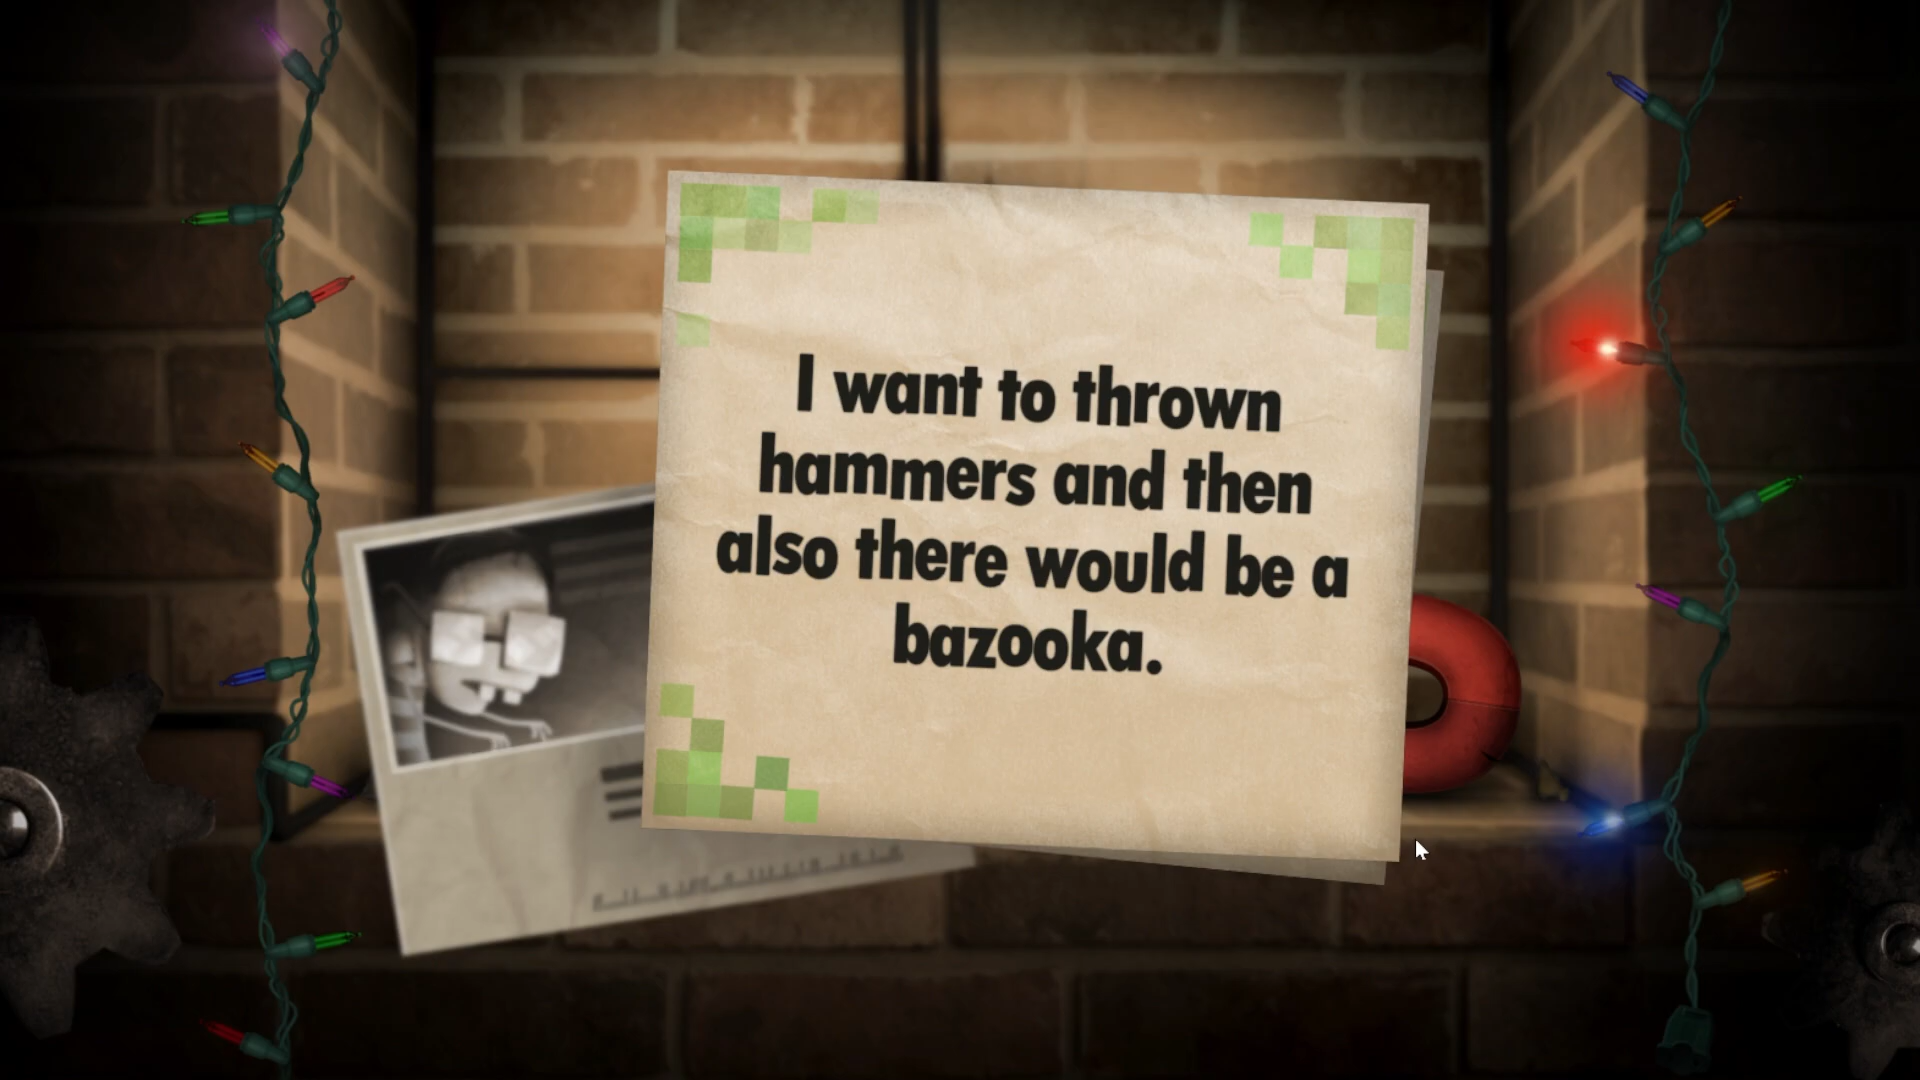 I want to thrown
hammers and then
also there would be a
bazooka.